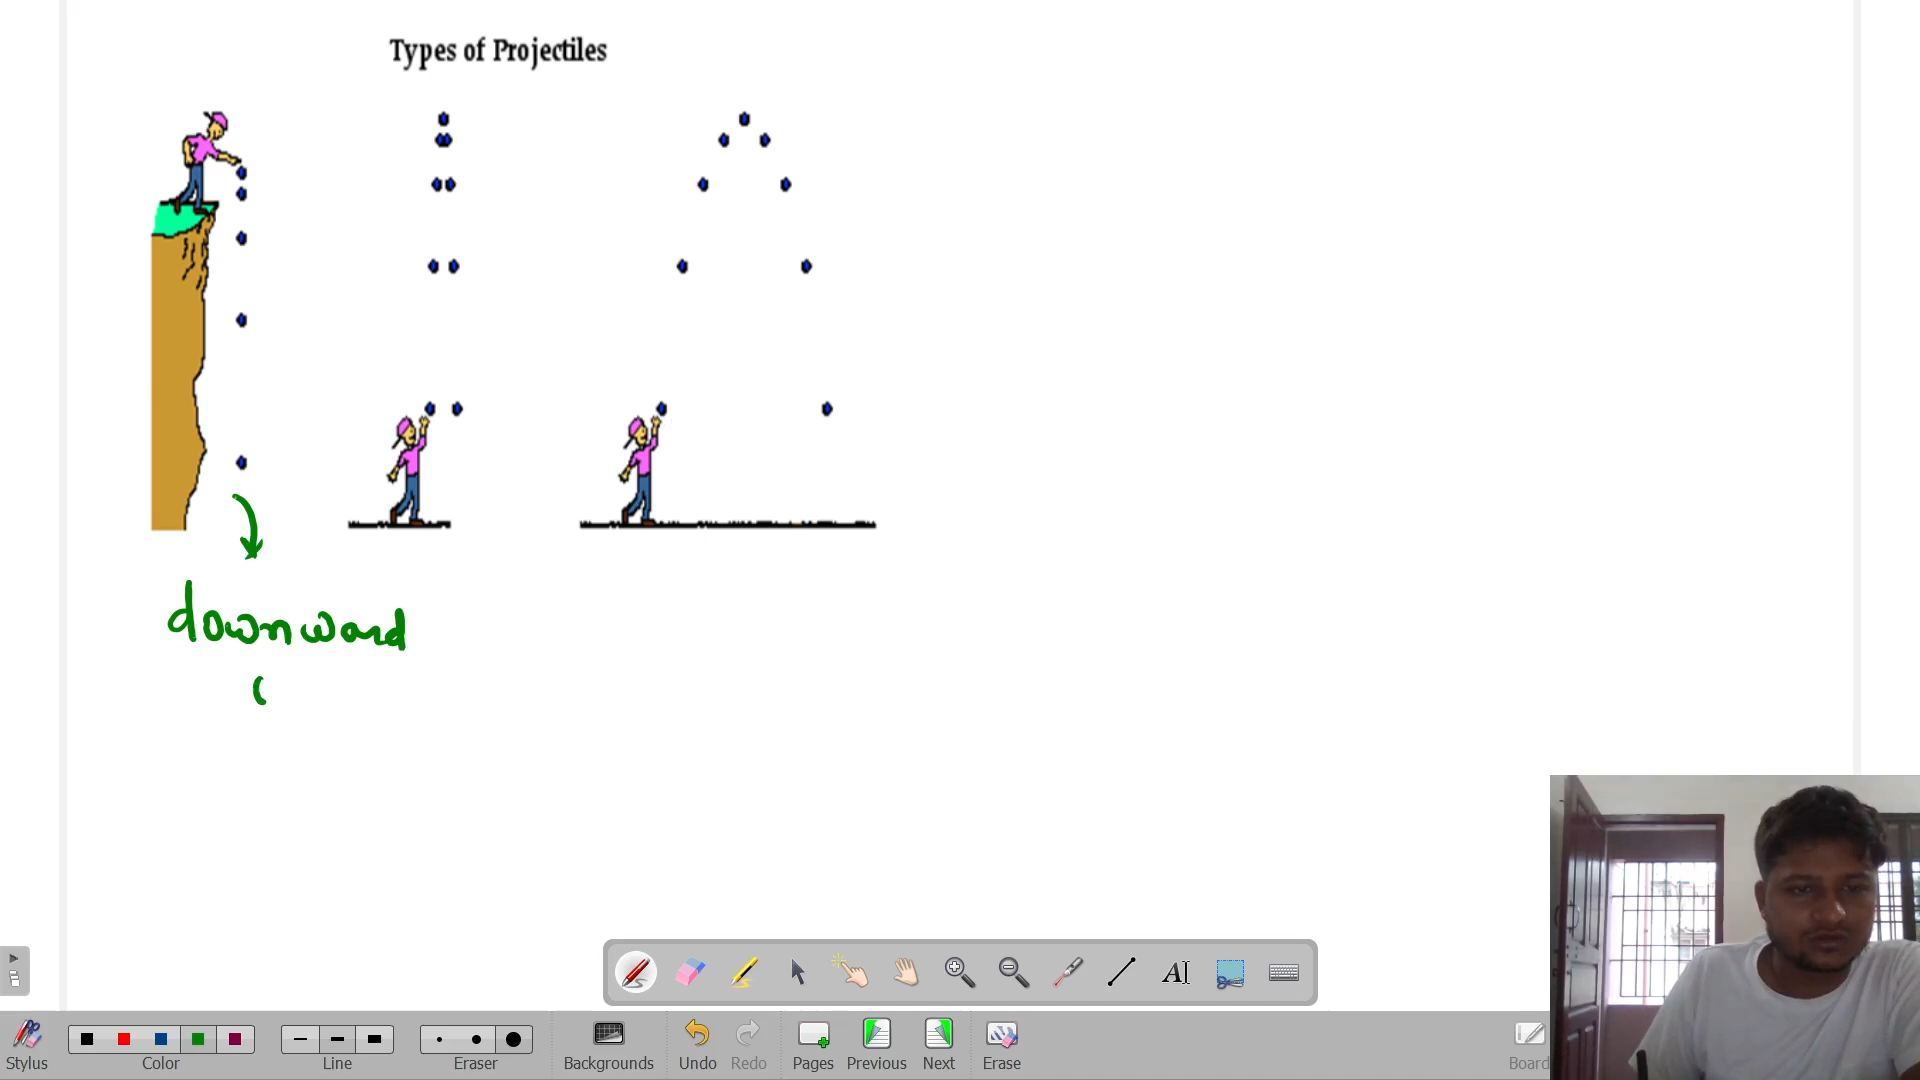 Types of Projectiles
downward
(
A
Stylus
Color
Line
Eraser
Backgrounds
Undo
Redo
Pages
Previous
Next
Erase
Board